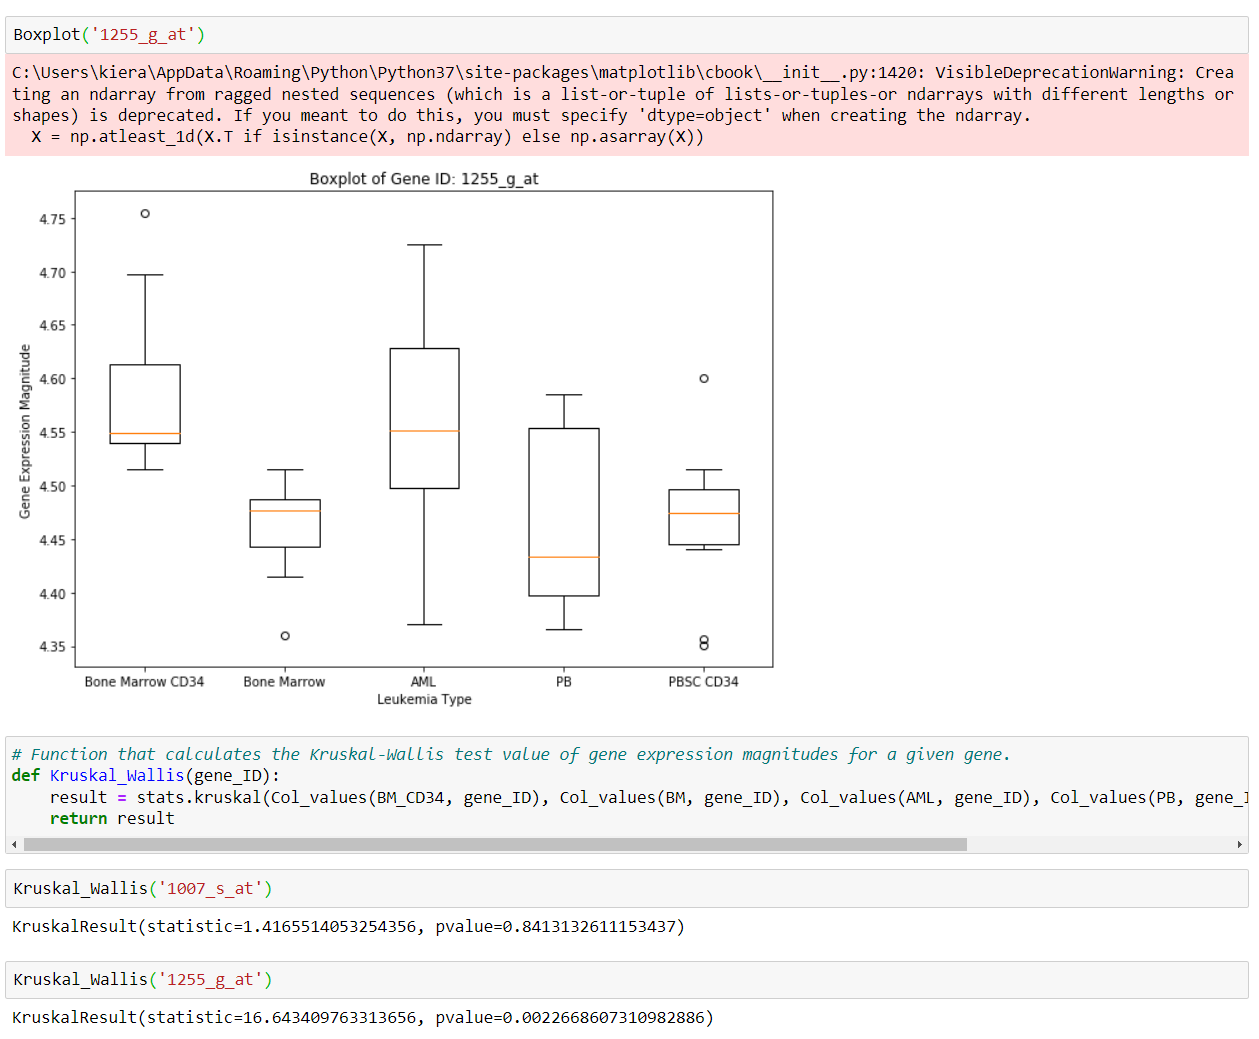 Boxplot('1255_g_at')
C:\Users\kiera\AppData\Roaming\Python\Python37\site-packages\matplotlib\cbook\__init__.py:1420: VisibleDeprecationWarning: Crea
ting an ndarray from ragged nested sequences (which is a list-or-tuple of lists-or-tuples-or ndarrays with different lengths or
shapes) is deprecated. If you meant to do this, you must specify 'dtype=object' when creating the ndarray.
  X = np.atleast_1d(X.T if isinstance(X, np.ndarray) else np.asarray(X))
Boxplot of Gene ID: 1255_g_at
Gene Expression Magnitude
4.75
4.70
4.65
4.60
4.55
4.50
4.45
4.40
4.35
Bone Marrow CD34 Bone Marrow AML PB PBSC CD34
Leukemia Type
# Function that calculates the Kruskal-Wallis test value of gene expression magnitudes for a given gene.
def Kruskal_Wallis(gene_ID):
    result = stats.kruskal(Col_values(BM_CD34, gene_ID), Col_values(BM, gene_ID), Col_values(AML, gene_ID), Col_values(PB, gene_
    return result
Kruskal_Wallis('1007_s_at')
KruskalResult(statistic=1.4165514053254356, pvalue=0.8413132611153437)
Kruskal_Wallis('1255_g_at')
KruskalResult(statistic=16.643409763313656, pvalue=0.0022668607310982886)